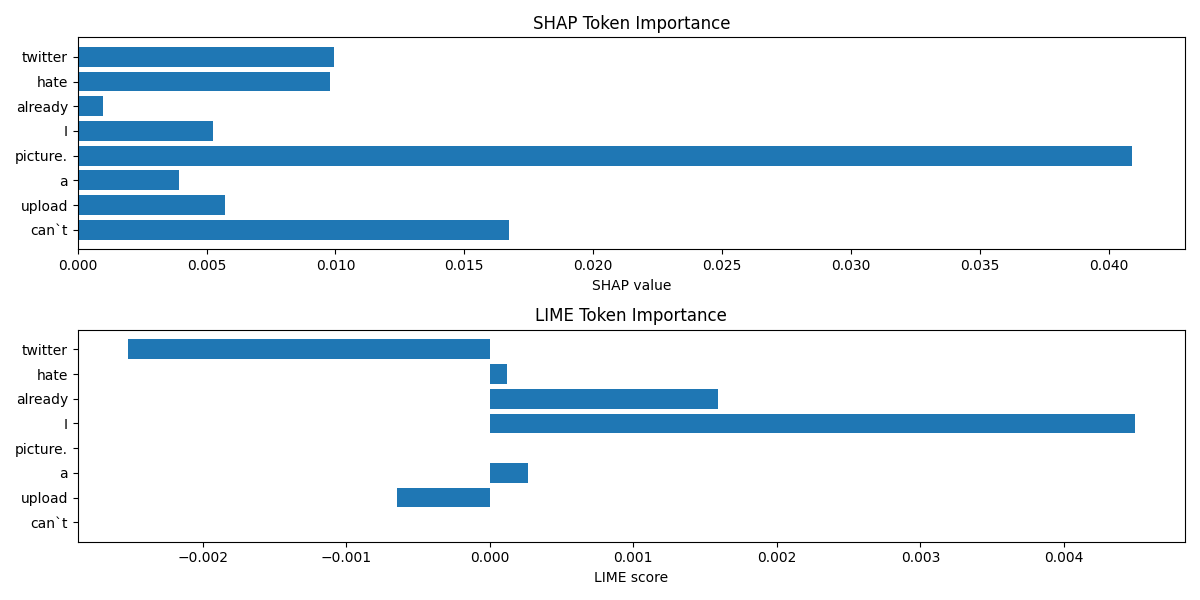 SHAP Token Importance
twitter
hate
already
I
picture.
a
upload
can`t
0.000 0.005 0.010 0.015 0.020 0.025 0.030 0.035 0.040
SHAP value
LIME Token Importance
twitter
hate
already
I
picture.
a
upload
can`t
−0.002 −0.001 0.000 0.001 0.002 0.003 0.004
LIME score